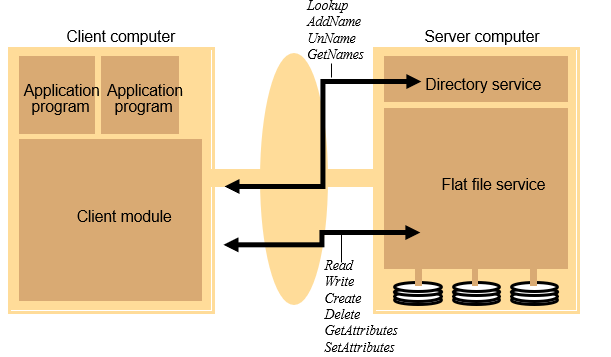 Lookup
AddName
UnName
GetNames
Client computer
Server computer
Application
program
Application
program
Directory service
Client module
Flat file service
Read
Write
Create
Delete
GetAttributes
SetAttributes